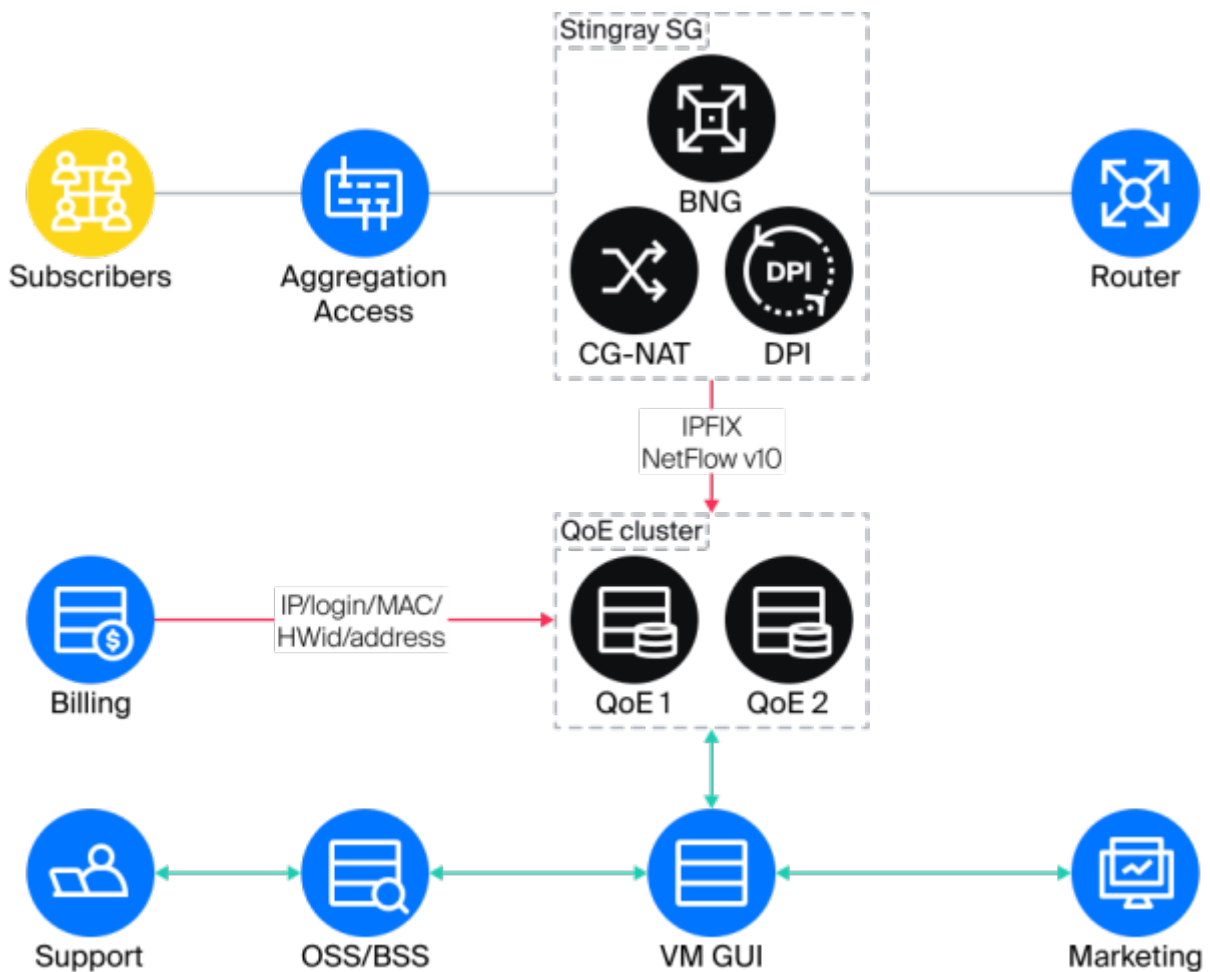 Stingray SG
BNG
Subscribers
Aggregation
Access
Router
CG-NAT
DPI
DPI
IPFIX
NetFlow v10
QoE cluster
$
IP/login/MAC/
HWid/address
Billing
QoE 1
QoE 2
Support
OSS/BSS
VM GUI
Marketing